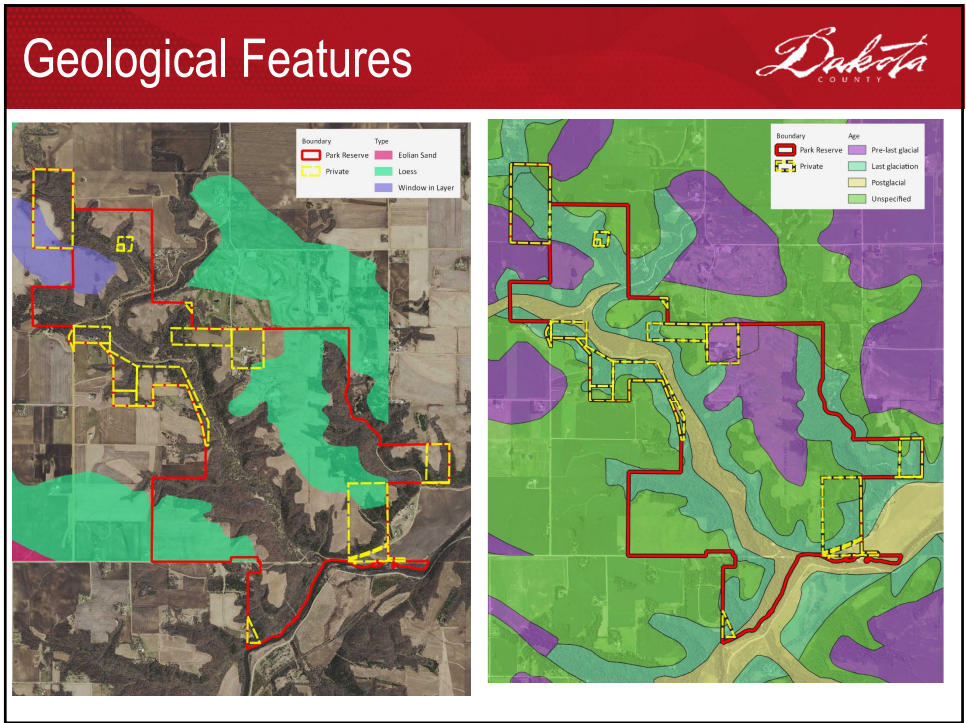 Geological Features
Dakota
COUNTY
Boundary
Park Reserve
Private
Type
Eolian Sand
Loess
Window in Layer
Boundary
Park Reserve
Private
Age
Pre-last glacial
Last glaciation
Postglacial
Unspecified